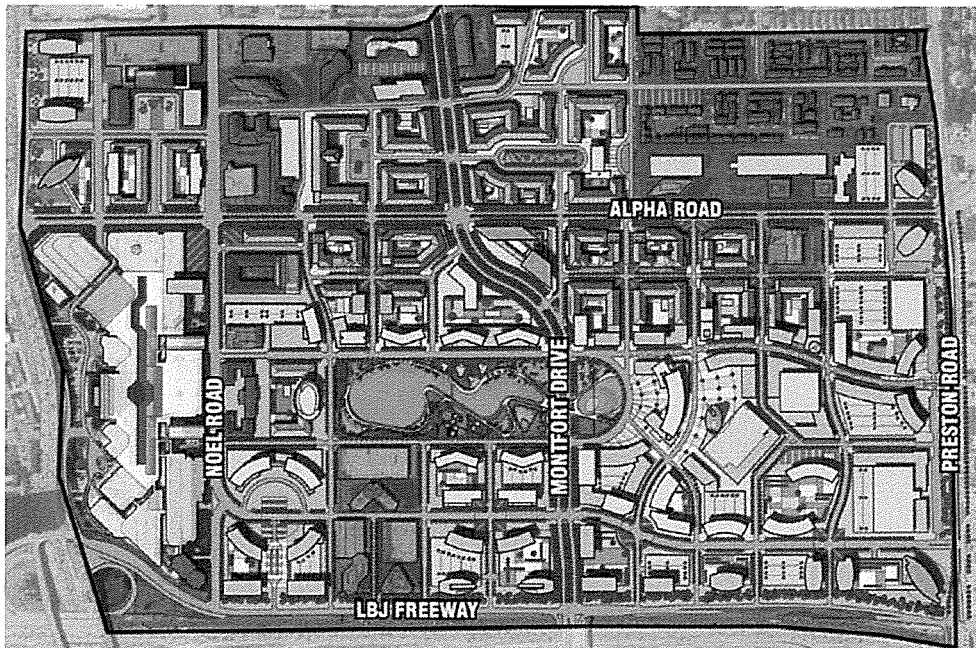 ALPHA ROAD
NOEL ROAD
MONTFORT DRIVE
PRESTON ROAD
LBJ FREEWAY